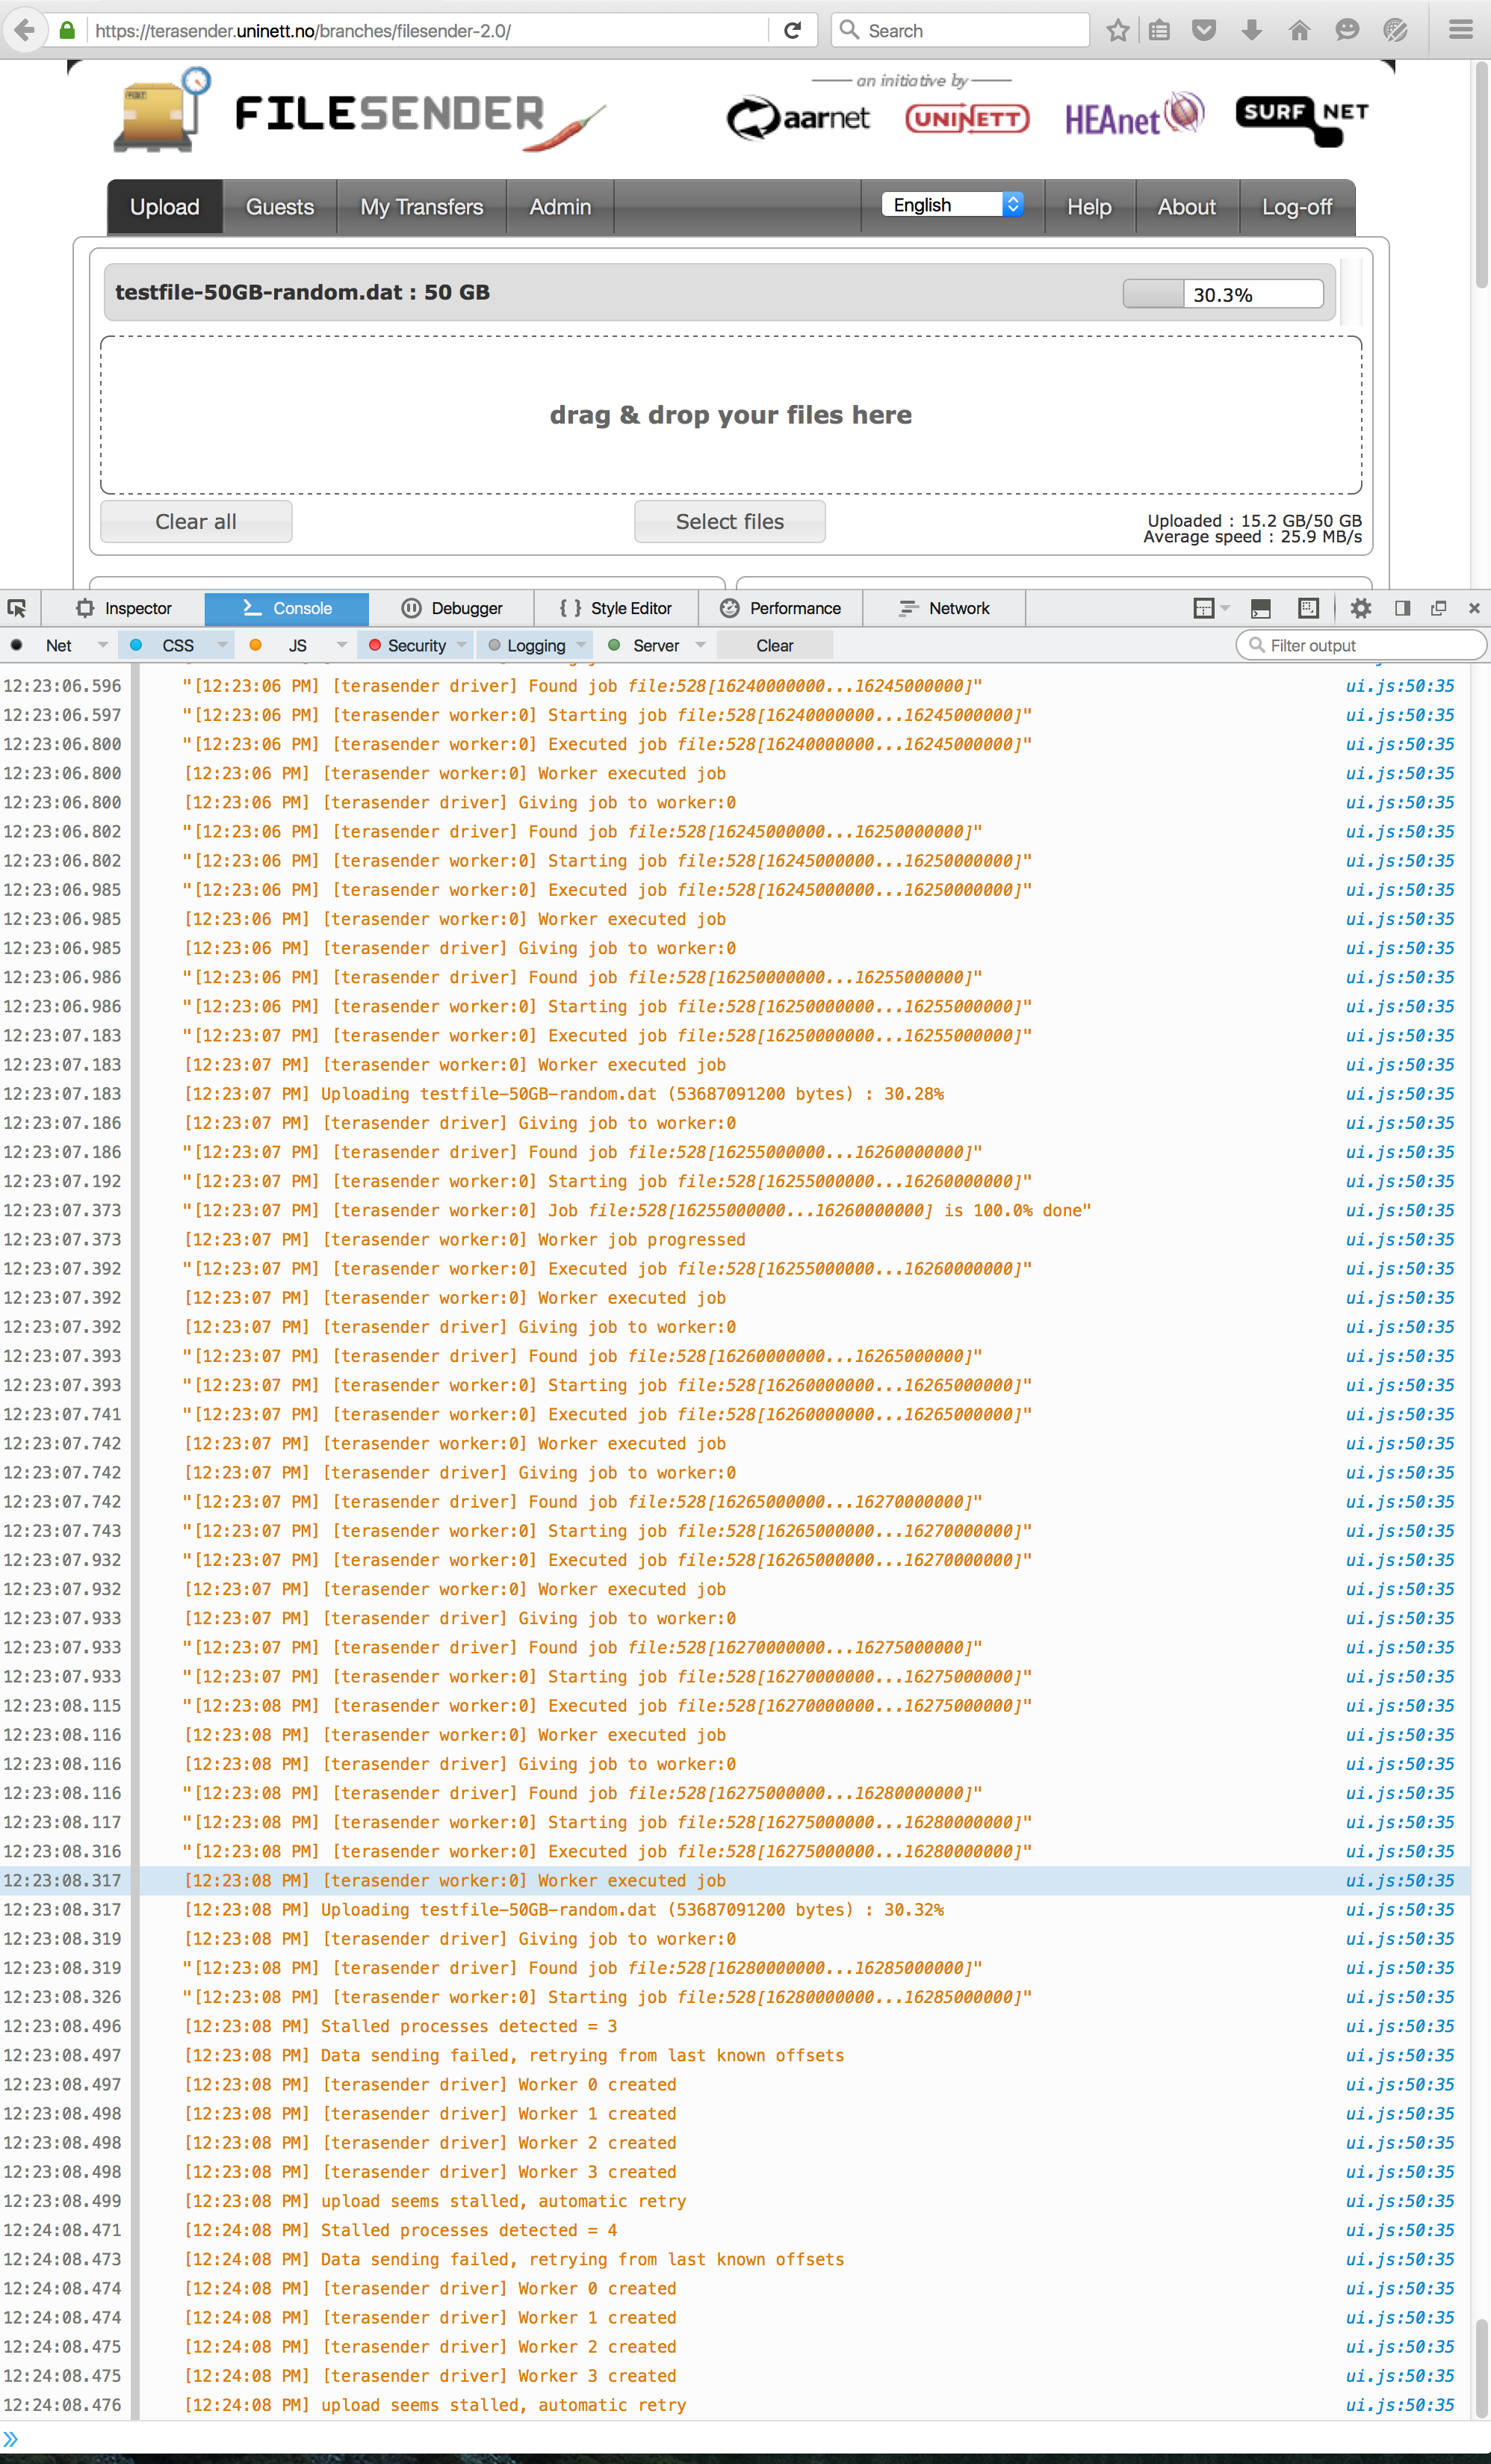 https://terasender.uninett.no/branches/filesender-2.0/
Search
an initiative by
FILESENDER
aarnet
UNINETT
HEAnet
SURF NET
Upload
Guests
My Transfers
Admin
English
Help
About
Log-off
testfile-50GB-random.dat : 50 GB
30.3%
drag & drop your files here
Clear all
Select files
Uploaded : 15.2 GB/50 GB
Average speed : 25.9 MB/s
Inspector
Console
Debugger
{ } Style Editor
Performance
Network
Net
CSS
JS
Security
Logging
Server
Clear
Filter output
12:23:06.596 "[12:23:06 PM] [terasender driver] Found job file:528[16240000000...16245000000]" ui.js:50:35
12:23:06.597 "[12:23:06 PM] [terasender worker:0] Starting job file:528[16240000000...16245000000]" ui.js:50:35
12:23:06.800 "[12:23:06 PM] [terasender worker:0] Executed job file:528[16240000000...16245000000]" ui.js:50:35
12:23:06.800 [12:23:06 PM] [terasender worker:0] Worker executed job ui.js:50:35
12:23:06.800 [12:23:06 PM] [terasender driver] Giving job to worker:0 ui.js:50:35
12:23:06.802 "[12:23:06 PM] [terasender driver] Found job file:528[16245000000...16250000000]" ui.js:50:35
12:23:06.802 "[12:23:06 PM] [terasender worker:0] Starting job file:528[16245000000...16250000000]" ui.js:50:35
12:23:06.985 "[12:23:06 PM] [terasender worker:0] Executed job file:528[16245000000...16250000000]" ui.js:50:35
12:23:06.985 [12:23:06 PM] [terasender worker:0] Worker executed job ui.js:50:35
12:23:06.985 [12:23:06 PM] [terasender driver] Giving job to worker:0 ui.js:50:35
12:23:06.986 "[12:23:06 PM] [terasender driver] Found job file:528[16250000000...16255000000]" ui.js:50:35
12:23:06.986 "[12:23:06 PM] [terasender worker:0] Starting job file:528[16250000000...16255000000]" ui.js:50:35
12:23:07.183 "[12:23:07 PM] [terasender worker:0] Executed job file:528[16250000000...16255000000]" ui.js:50:35
12:23:07.183 [12:23:07 PM] [terasender worker:0] Worker executed job ui.js:50:35
12:23:07.183 [12:23:07 PM] Uploading testfile-50GB-random.dat (53687091200 bytes) : 30.28% ui.js:50:35
12:23:07.186 [12:23:07 PM] [terasender driver] Giving job to worker:0 ui.js:50:35
12:23:07.186 "[12:23:07 PM] [terasender driver] Found job file:528[16255000000...16260000000]" ui.js:50:35
12:23:07.192 "[12:23:07 PM] [terasender worker:0] Starting job file:528[16255000000...16260000000]" ui.js:50:35
12:23:07.373 "[12:23:07 PM] [terasender worker:0] Job file:528[16255000000...16260000000] is 100.0% done" ui.js:50:35
12:23:07.373 [12:23:07 PM] [terasender worker:0] Worker job progressed ui.js:50:35
12:23:07.392 "[12:23:07 PM] [terasender worker:0] Executed job file:528[16255000000...16260000000]" ui.js:50:35
12:23:07.392 [12:23:07 PM] [terasender worker:0] Worker executed job ui.js:50:35
12:23:07.392 [12:23:07 PM] [terasender driver] Giving job to worker:0 ui.js:50:35
12:23:07.393 "[12:23:07 PM] [terasender driver] Found job file:528[16260000000...16265000000]" ui.js:50:35
12:23:07.393 "[12:23:07 PM] [terasender worker:0] Starting job file:528[16260000000...16265000000]" ui.js:50:35
12:23:07.741 "[12:23:07 PM] [terasender worker:0] Executed job file:528[16260000000...16265000000]" ui.js:50:35
12:23:07.742 [12:23:07 PM] [terasender worker:0] Worker executed job ui.js:50:35
12:23:07.742 [12:23:07 PM] [terasender driver] Giving job to worker:0 ui.js:50:35
12:23:07.742 "[12:23:07 PM] [terasender driver] Found job file:528[16265000000...16270000000]" ui.js:50:35
12:23:07.743 "[12:23:07 PM] [terasender worker:0] Starting job file:528[16265000000...16270000000]" ui.js:50:35
12:23:07.932 "[12:23:07 PM] [terasender worker:0] Executed job file:528[16265000000...16270000000]" ui.js:50:35
12:23:07.932 [12:23:07 PM] [terasender worker:0] Worker executed job ui.js:50:35
12:23:07.933 [12:23:07 PM] [terasender driver] Giving job to worker:0 ui.js:50:35
12:23:07.933 "[12:23:07 PM] [terasender driver] Found job file:528[16270000000...16275000000]" ui.js:50:35
12:23:07.933 "[12:23:07 PM] [terasender worker:0] Starting job file:528[16270000000...16275000000]" ui.js:50:35
12:23:08.115 "[12:23:08 PM] [terasender worker:0] Executed job file:528[16270000000...16275000000]" ui.js:50:35
12:23:08.116 [12:23:08 PM] [terasender worker:0] Worker executed job ui.js:50:35
12:23:08.116 [12:23:08 PM] [terasender driver] Giving job to worker:0 ui.js:50:35
12:23:08.116 "[12:23:08 PM] [terasender driver] Found job file:528[16275000000...16280000000]" ui.js:50:35
12:23:08.117 "[12:23:08 PM] [terasender worker:0] Starting job file:528[16275000000...16280000000]" ui.js:50:35
12:23:08.316 "[12:23:08 PM] [terasender worker:0] Executed job file:528[16275000000...16280000000]" ui.js:50:35
12:23:08.317 [12:23:08 PM] [terasender worker:0] Worker executed job ui.js:50:35
12:23:08.317 [12:23:08 PM] Uploading testfile-50GB-random.dat (53687091200 bytes) : 30.32% ui.js:50:35
12:23:08.319 [12:23:08 PM] [terasender driver] Giving job to worker:0 ui.js:50:35
12:23:08.319 "[12:23:08 PM] [terasender driver] Found job file:528[16280000000...16285000000]" ui.js:50:35
12:23:08.326 "[12:23:08 PM] [terasender worker:0] Starting job file:528[16280000000...16285000000]" ui.js:50:35
12:23:08.496 [12:23:08 PM] Stalled processes detected = 3 ui.js:50:35
12:23:08.497 [12:23:08 PM] Data sending failed, retrying from last known offsets ui.js:50:35
12:23:08.497 [12:23:08 PM] [terasender driver] Worker 0 created ui.js:50:35
12:23:08.498 [12:23:08 PM] [terasender driver] Worker 1 created ui.js:50:35
12:23:08.498 [12:23:08 PM] [terasender driver] Worker 2 created ui.js:50:35
12:23:08.498 [12:23:08 PM] [terasender driver] Worker 3 created ui.js:50:35
12:23:08.499 [12:23:08 PM] upload seems stalled, automatic retry ui.js:50:35
12:24:08.471 [12:24:08 PM] Stalled processes detected = 4 ui.js:50:35
12:24:08.473 [12:24:08 PM] Data sending failed, retrying from last known offsets ui.js:50:35
12:24:08.474 [12:24:08 PM] [terasender driver] Worker 0 created ui.js:50:35
12:24:08.474 [12:24:08 PM] [terasender driver] Worker 1 created ui.js:50:35
12:24:08.475 [12:24:08 PM] [terasender driver] Worker 2 created ui.js:50:35
12:24:08.475 [12:24:08 PM] [terasender driver] Worker 3 created ui.js:50:35
12:24:08.476 [12:24:08 PM] upload seems stalled, automatic retry ui.js:50:35